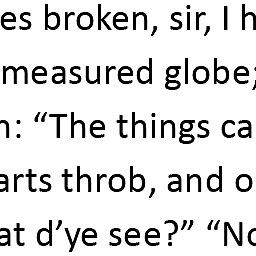 es broken, sir, I h
measured globe;
n: “The things ca
arts throb, and o
at d’ye see?” “No